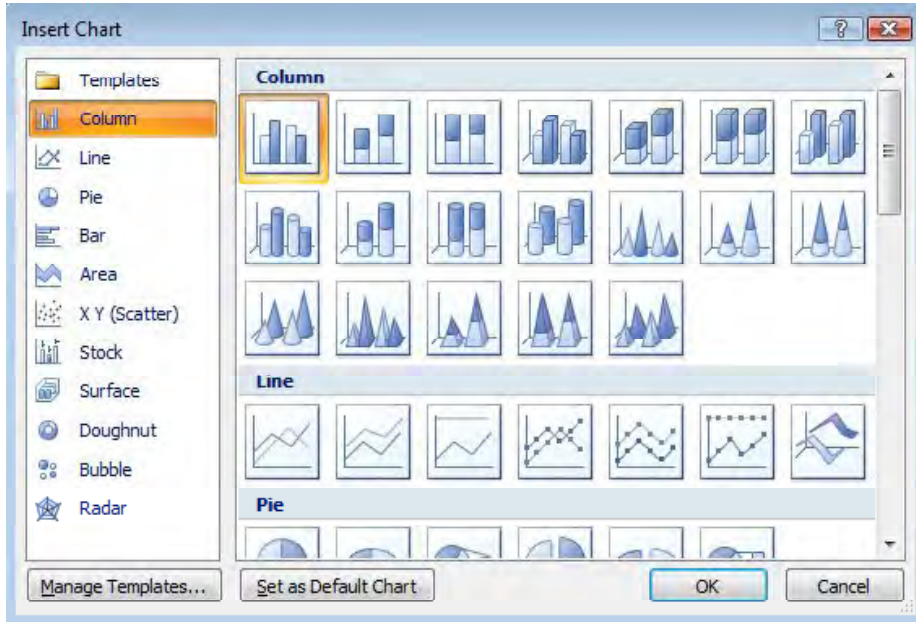 Insert Chart
Templates
Column
Line
Pie
Bar
Area
X Y (Scatter)
Stock
Surface
Doughnut
Bubble
Radar
Column
Line
Pie
Manage Templates...
Set as Default Chart
OK
Cancel